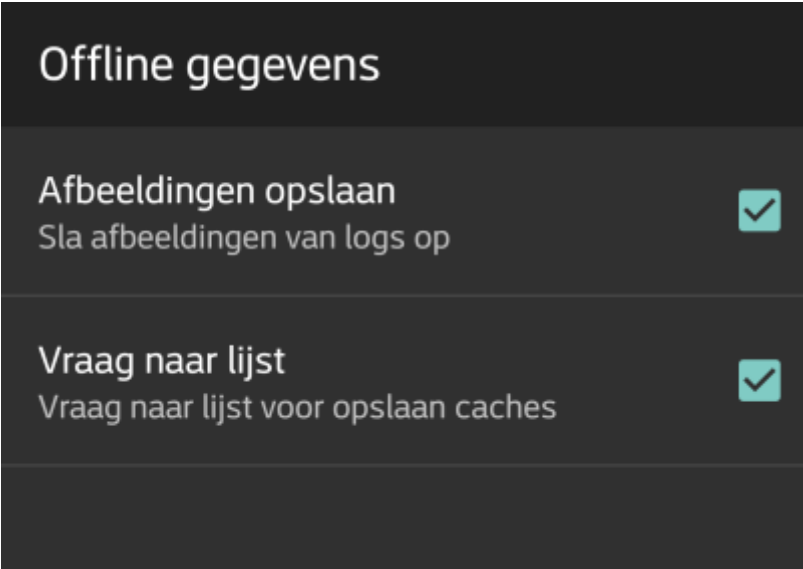 Offline gegevens
Afbeeldingen opslaan
Sla afbeeldingen van logs op
Vraag naar lijst
Vraag naar lijst voor opslaan caches